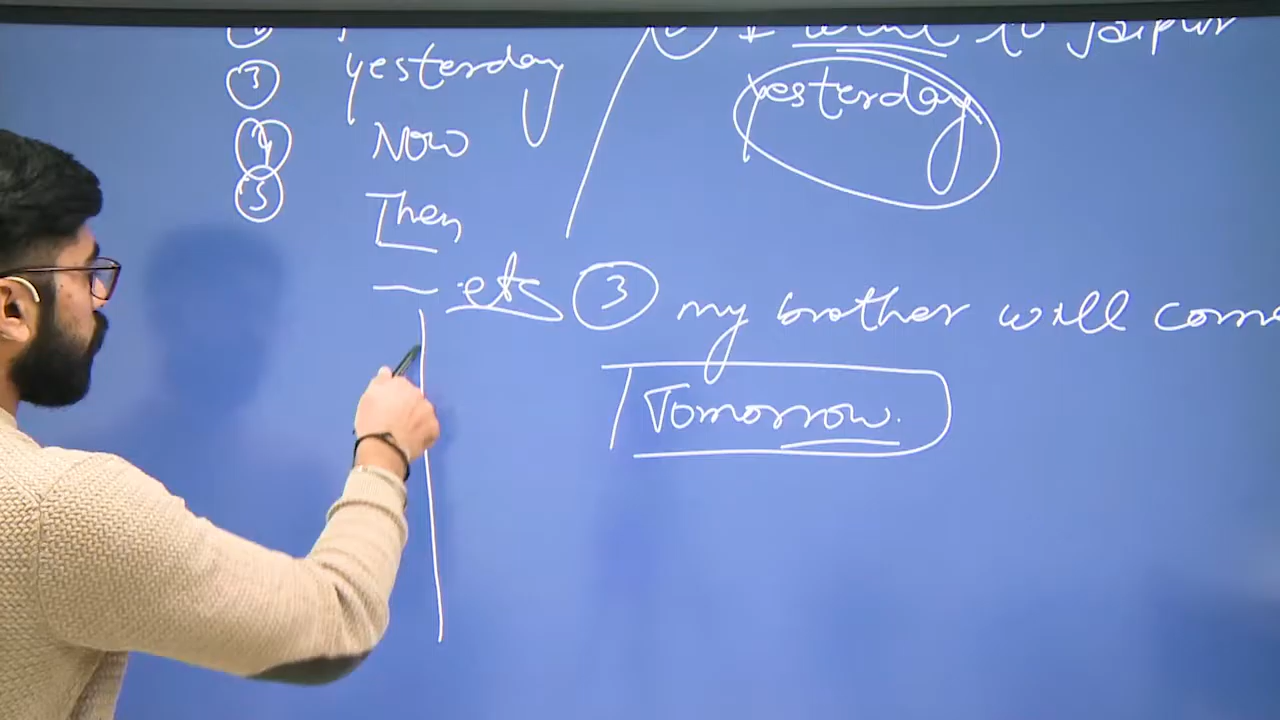 ③ yesterday
④ Now
⑤ Then
— etc
I went to Jaipur
yesterday
③ my brother will come
Tomorrow.